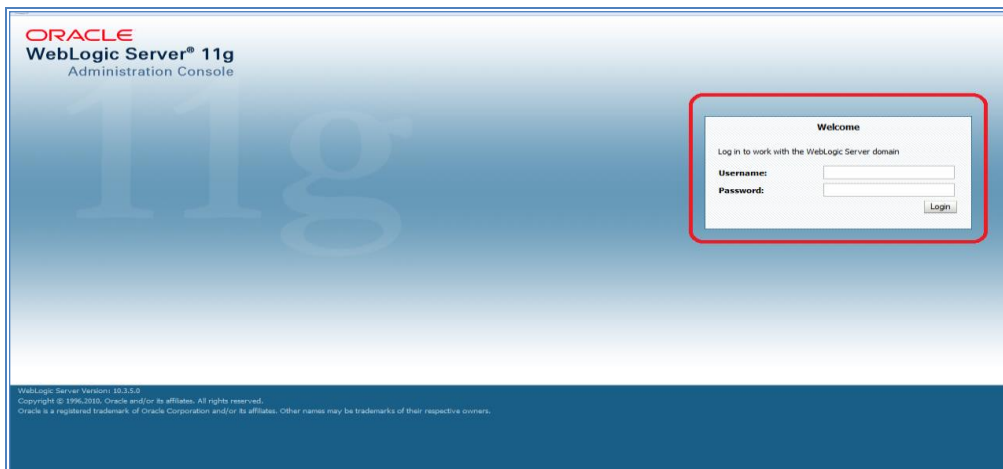 ORACLE
WebLogic Server® 11g
Administration Console
11g
Welcome
Log in to work with the WebLogic Server domain
Username:
Password:
Login
WebLogic Server Version: 10.3.5.0
Copyright © 1996,2010, Oracle and/or its affiliates. All rights reserved.
Oracle is a registered trademark of Oracle Corporation and/or its affiliates. Other names may be trademarks of their respective owners.